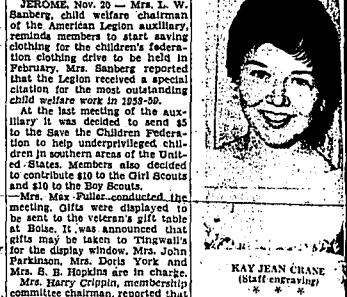 JEROME, Nov. 20 — Mrs. L. W.
Sanberg, child welfare chairman
of the American Legion auxiliary,
reminds members to start saving
clothing for the children's federa-
tion clothing drive to be held in
February. Mrs. Sanberg reported
that the Legion received a special
citation for the most outstanding
child welfare work in 1958-59.
At the last meeting of the aux-
iliary it was decided to send $5
to the Save the Children Federa-
tion to help underprivileged chil-
dren in southern areas of the Unit-
ed States. Members also decided
to contribute $10 to the Girl Scouts
and $10 to the Boy Scouts.
Mrs. Max Fuller conducted the
meeting. Gifts were displayed to
be sent to the veteran's gift table
at Boise. It was announced that
gifts may be taken to Tingwall's
for the display window. Mrs. John
Parkinson, Mrs. Doris York and
Mrs. S. B. Hopkins are in charge.
Mrs. Harry Crippin, membership
committee chairman, reported that
KAY JEAN CRANE
(Staff engraving)
* * *